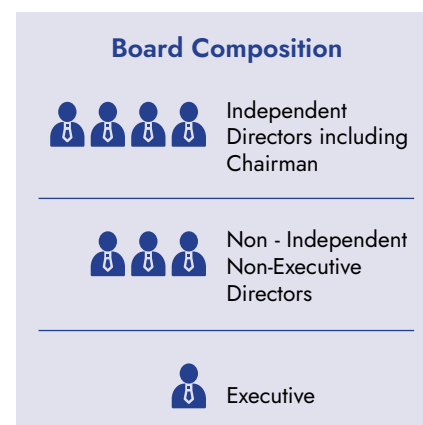 Board Composition
Independent
Directors including
Chairman
Non - Independent
Non-Executive
Directors
Executive